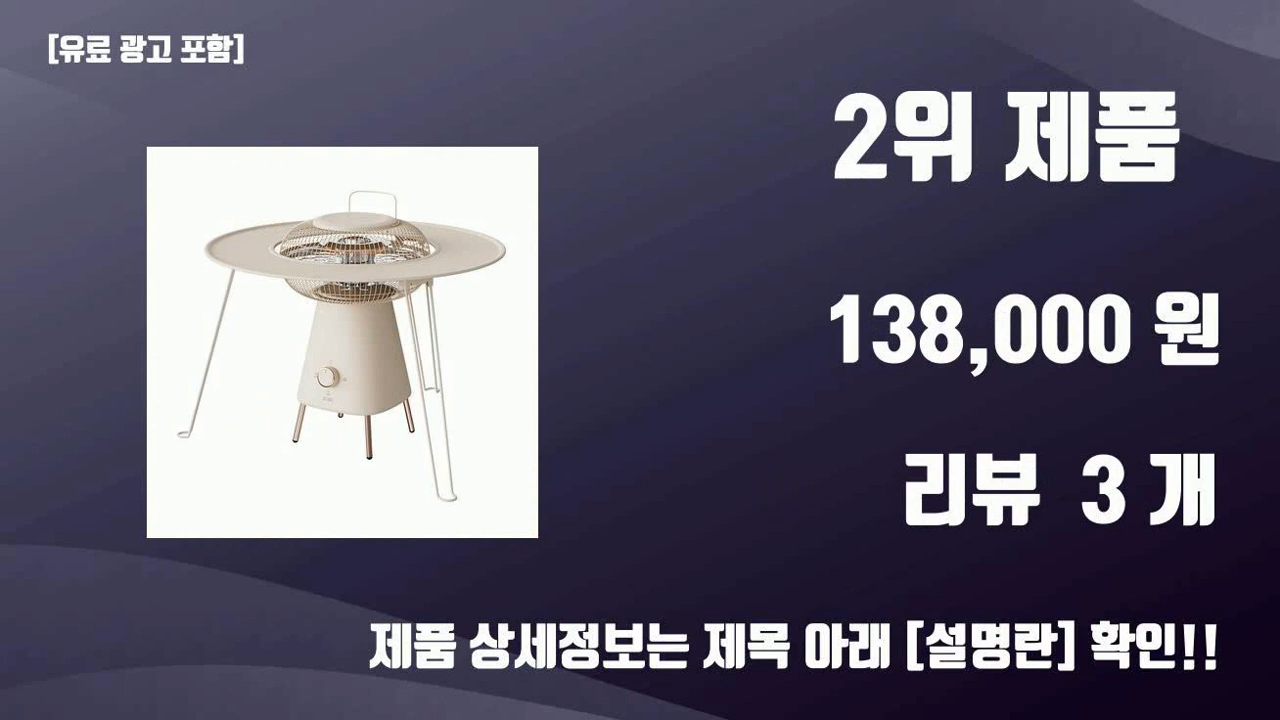 [유료 광고 포함]
2위 제품
138,000 원
리뷰 3 개
제품 상세정보는 제목 아래 [설명란] 확인!!